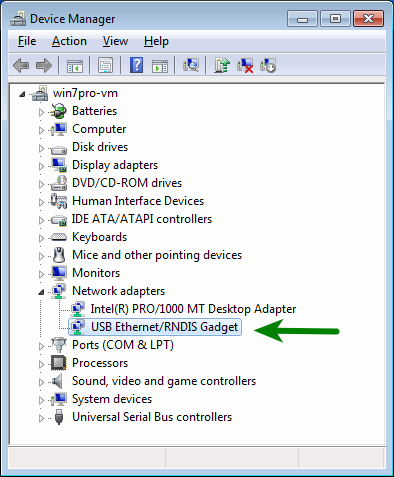 Device Manager
File Action View Help
win7pro-vm
Batteries
Computer
Disk drives
Display adapters
DVD/CD-ROM drives
Human Interface Devices
IDE ATA/ATAPI controllers
Keyboards
Mice and other pointing devices
Monitors
Network adapters
Intel(R) PRO/1000 MT Desktop Adapter
USB Ethernet/RNDIS Gadget
Ports (COM & LPT)
Processors
Sound, video and game controllers
System devices
Universal Serial Bus controllers